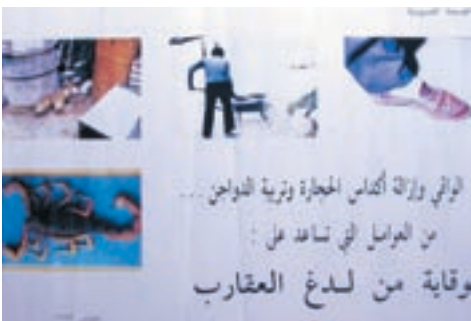 الواقي وإزالة أكداس الحجارة وتربية الدواجن ...
من العوامل التي تساعد على :
وقاية من لدغ العقارب